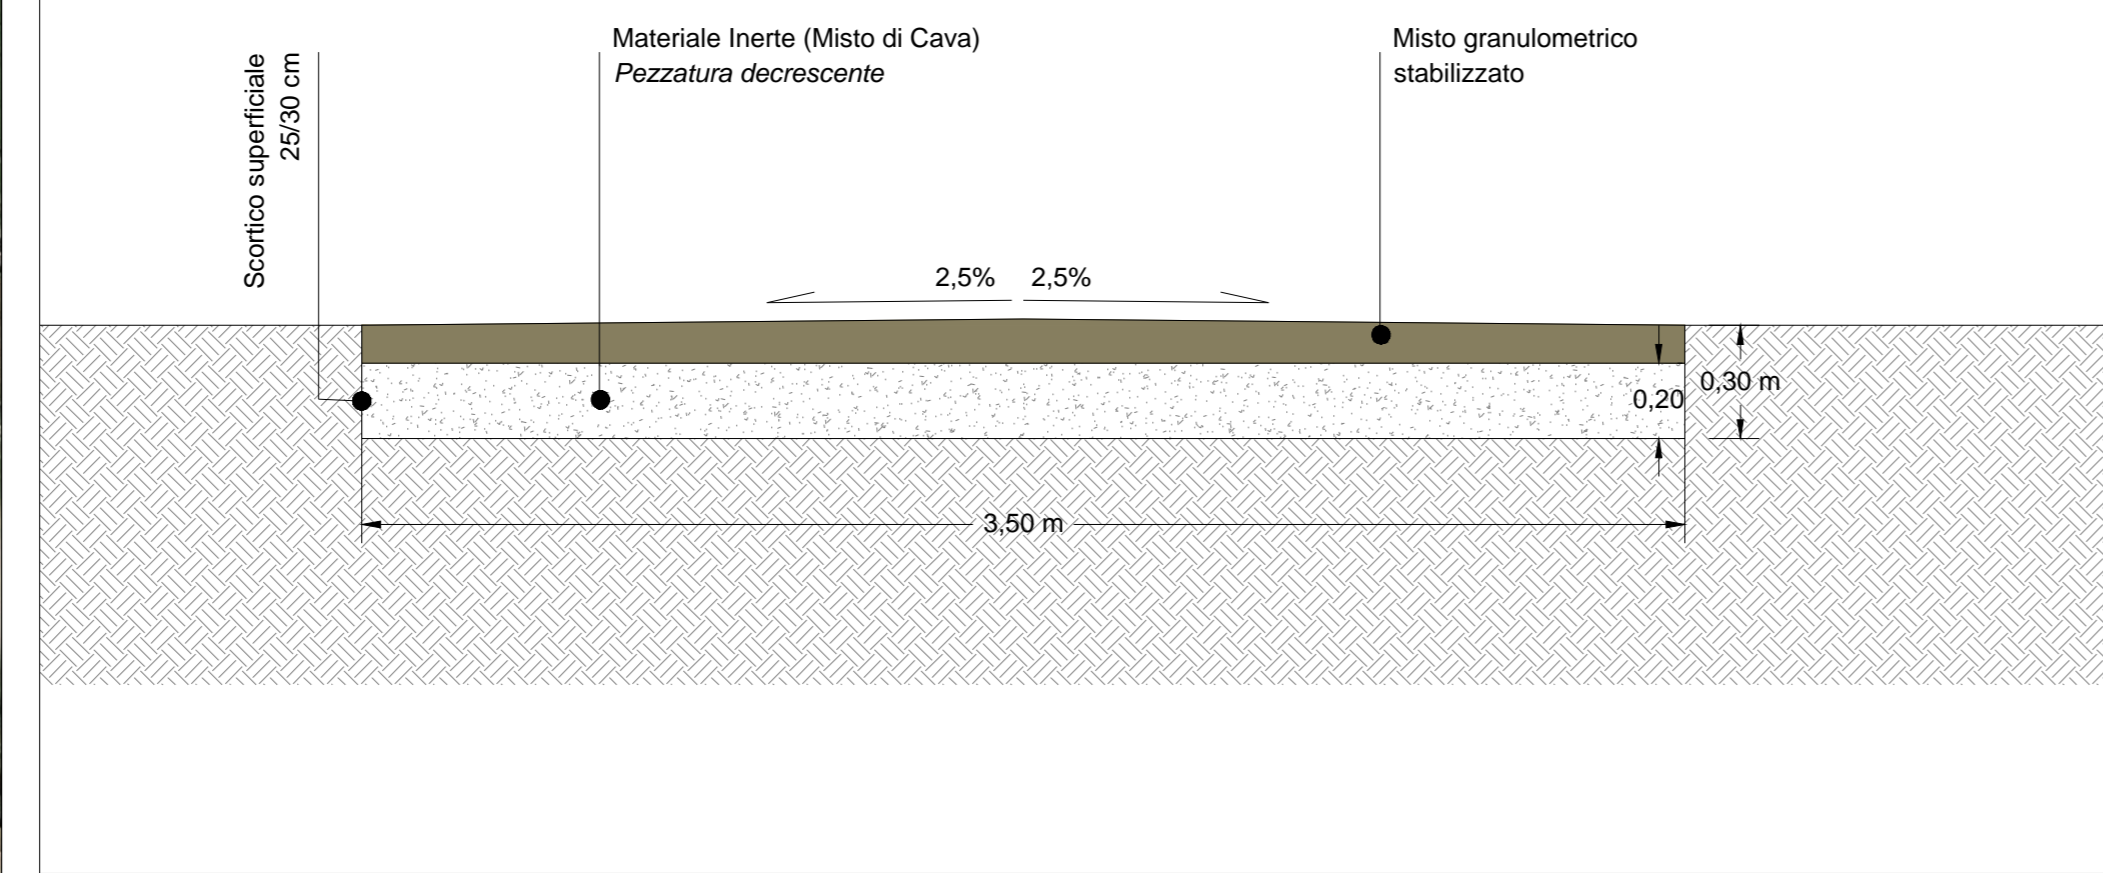 Scortico superficiale
25/30 cm
Materiale Inerte (Misto di Cava)
Pezzatura decrescente
Misto granulometrico
stabilizzato
2,5% 2,5%
0,30 m
0,20
3,50 m